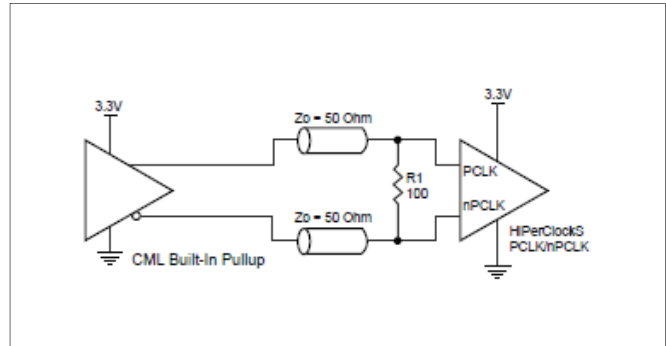 3.3V
3.3V
Zo = 50 Ohm
R1
100
PCLK
nPCLK
Zo = 50 Ohm
HiPerClockS
PCLK/nPCLK
CML Built-In Pullup